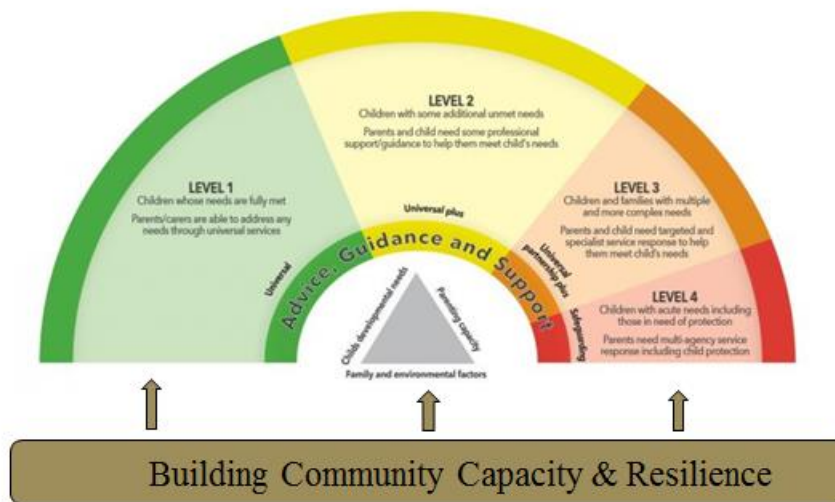 LEVEL 1
Children whose needs are fully met
Parents/carers are able to address any
needs through universal services
Universal
LEVEL 2
Children with some additional unmet needs
Parents and child need some professional
support/guidance to help them meet child's needs
Universal plus
LEVEL 3
Children and families with multiple
and more complex needs
Parents and child need targeted and
specialist service response to help
them meet child's needs
Universal
partnership plus
LEVEL 4
Children with acute needs including
those in need of protection
Parents need multi-agency service
response including child protection
Safeguarding
Advice, Guidance and Support
Childs developmental needs
Parenting capacity
Family and environmental factors
Building Community Capacity & Resilience